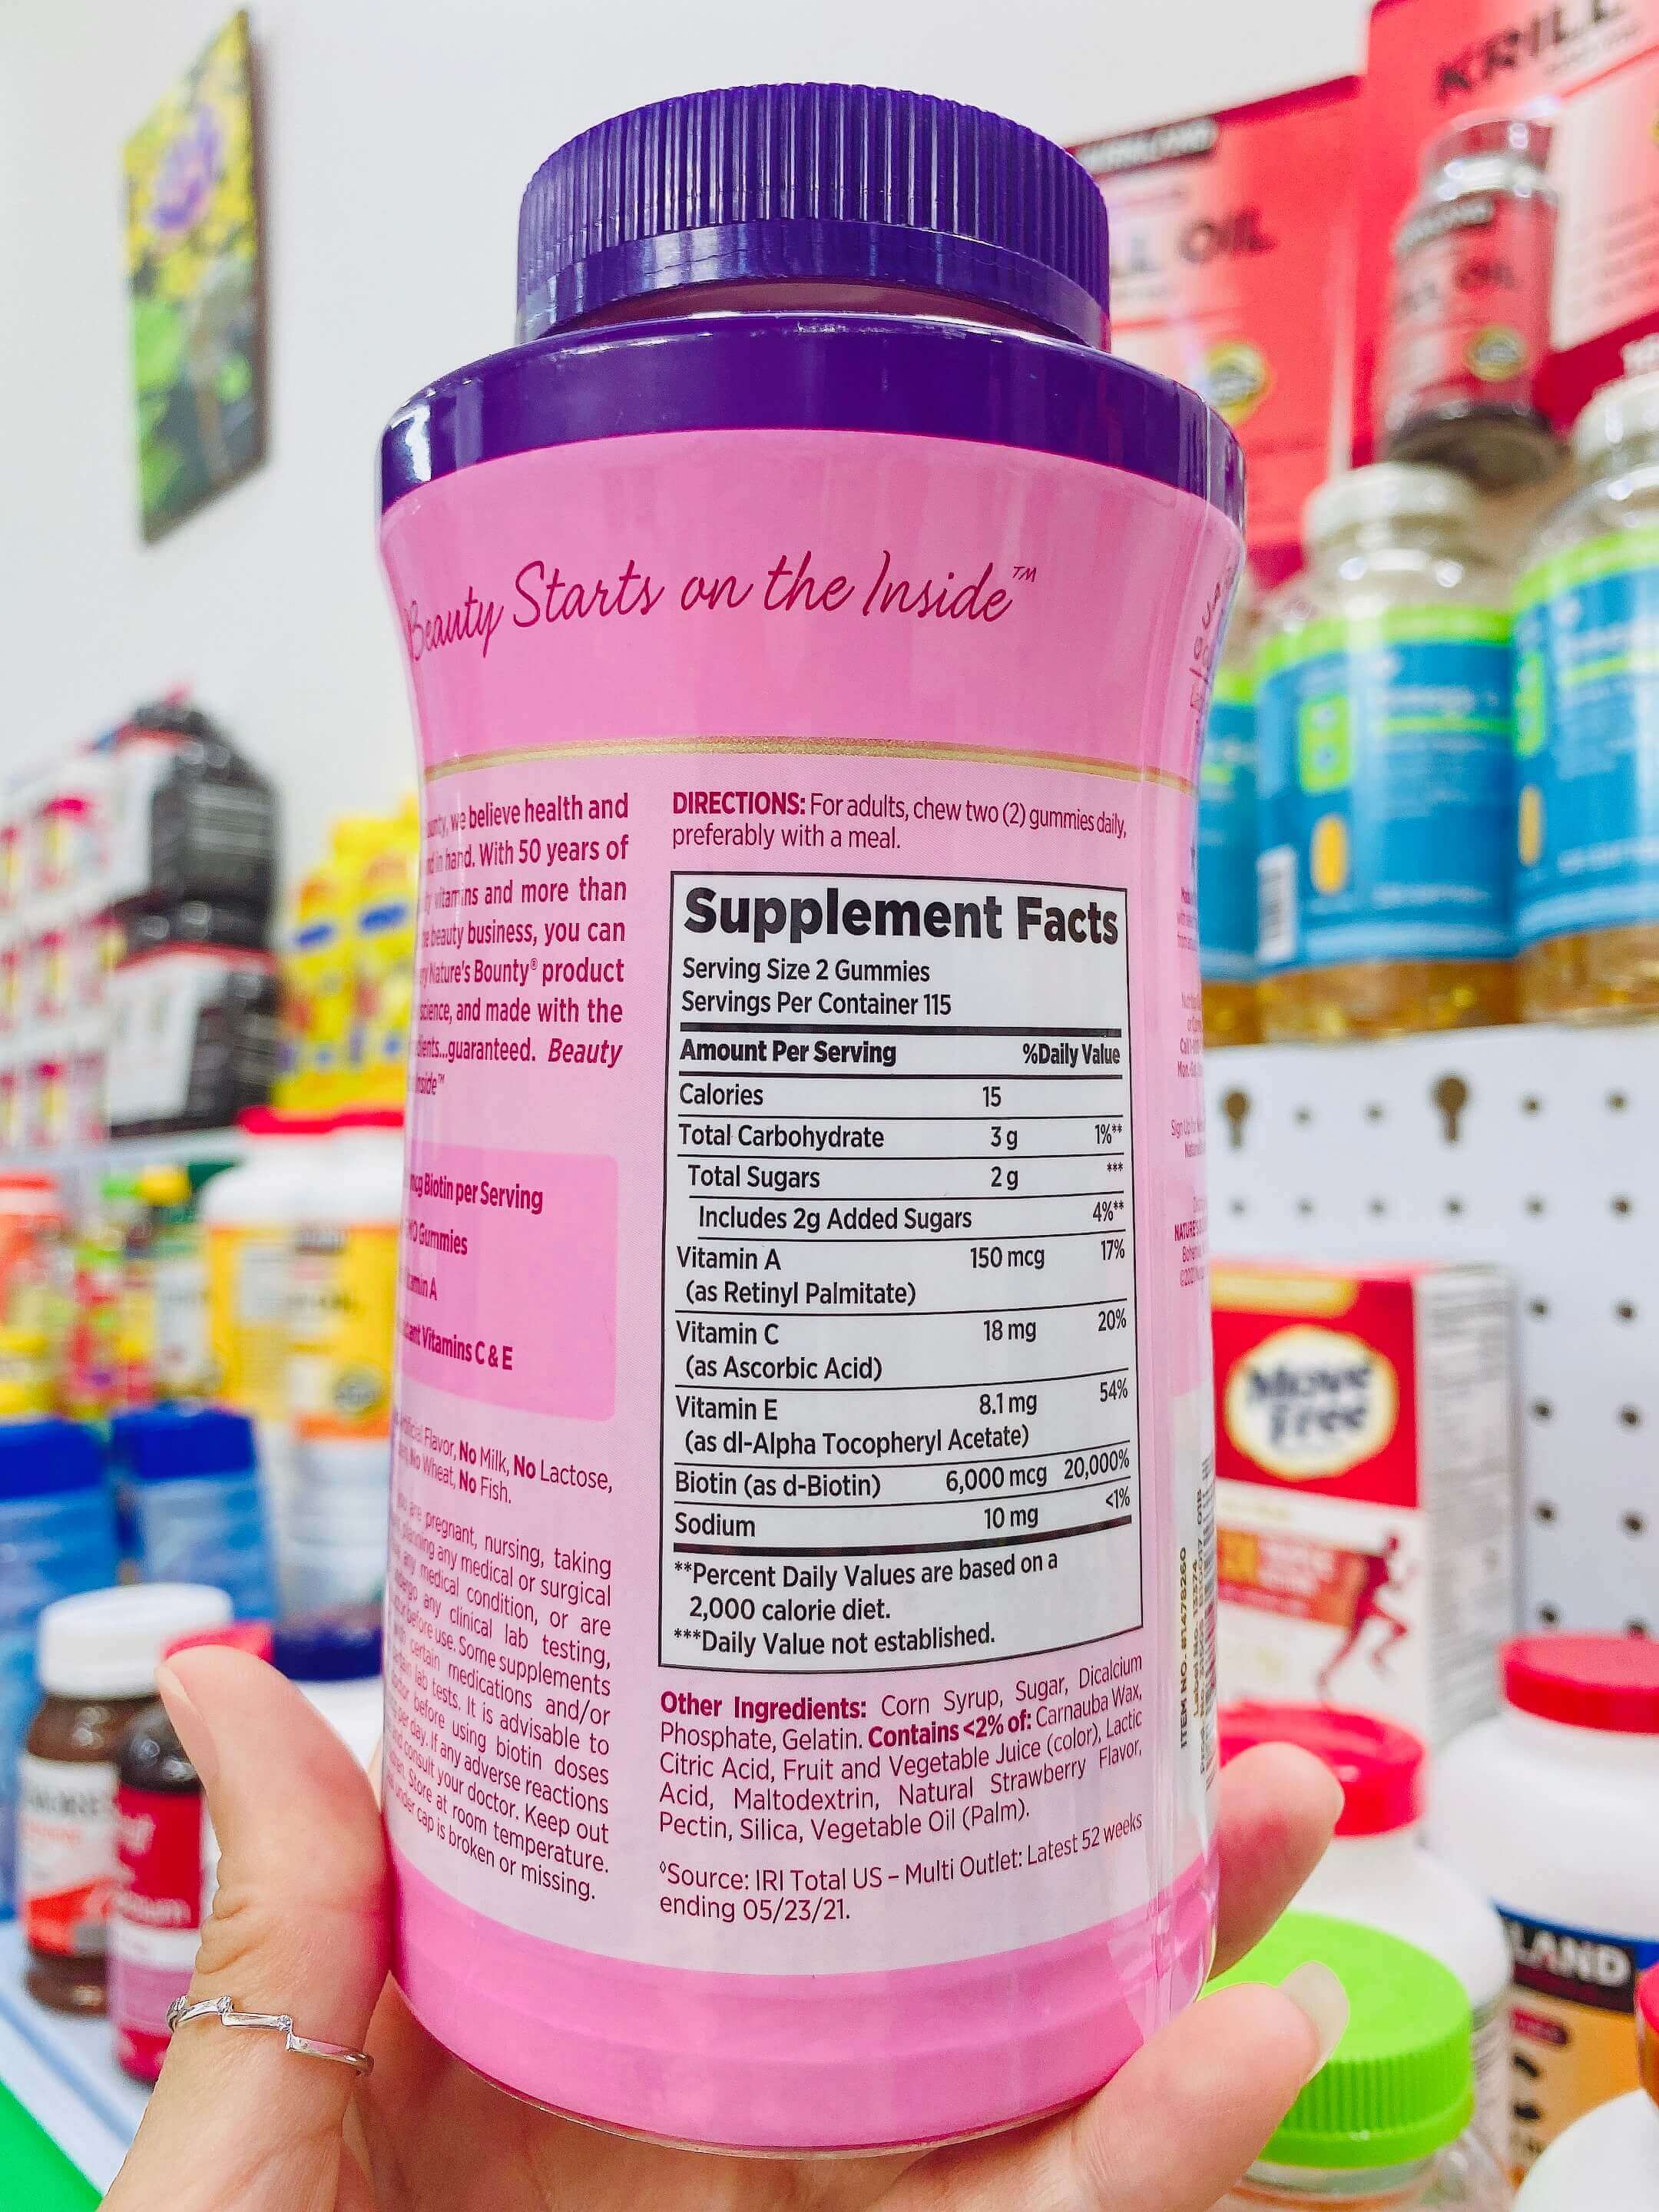 Beauty Starts on the Inside™
we believe health and
in hand. With 50 years of
vitamins and more than
beauty business, you can
Nature's Bounty® product
science, and made with the
guaranteed. Beauty
Inside™
mcg Biotin per Serving
Gummies
Vitamin A
Vitamins C & E
Flavor, No Milk, No Lactose,
No Wheat, No Fish.
are pregnant, nursing, taking
planning any medical or surgical
any medical condition, or are
any clinical lab testing,
before use. Some supplements
certain medications and/or
lab tests. It is advisable to
before using biotin doses
per day. If any adverse reactions
consult your doctor. Keep out
Store at room temperature.
under cap is broken or missing.
DIRECTIONS: For adults, chew two (2) gummies daily,
preferably with a meal.
Supplement Facts
Serving Size 2 Gummies
Servings Per Container 115
Amount Per Serving %Daily Value
Calories 15
Total Carbohydrate 3 g 1%**
Total Sugars 2 g ***
Includes 2g Added Sugars 4%**
Vitamin A 150 mcg 17%
(as Retinyl Palmitate)
Vitamin C 18 mg 20%
(as Ascorbic Acid)
Vitamin E 8.1 mg 54%
(as dl-Alpha Tocopheryl Acetate)
Biotin (as d-Biotin) 6,000 mcg 20,000%
Sodium 10 mg <1%
**Percent Daily Values are based on a
2,000 calorie diet.
***Daily Value not established.
Other Ingredients: Corn Syrup, Sugar, Dicalcium
Phosphate, Gelatin. Contains <2% of: Carnauba Wax,
Citric Acid, Fruit and Vegetable Juice (color), Lactic
Acid, Maltodextrin, Natural Strawberry Flavor,
Pectin, Silica, Vegetable Oil (Palm).
◊Source: IRI Total US – Multi Outlet: Latest 52 weeks
ending 05/23/21.
ITEM NO. #1478260
KRILL
OIL
Move
Free